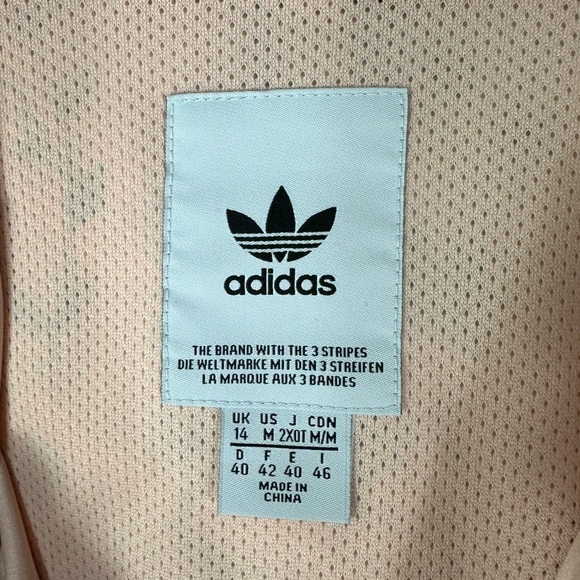 adidas
THE BRAND WITH THE 3 STRIPES
DIE WELTMARKE MIT DEN 3 STREIFEN
LA MARQUE AUX 3 BANDES
UK US J CDN
14 M 2XOT M/M
D F E I
40 42 40 46
MADE IN
CHINA